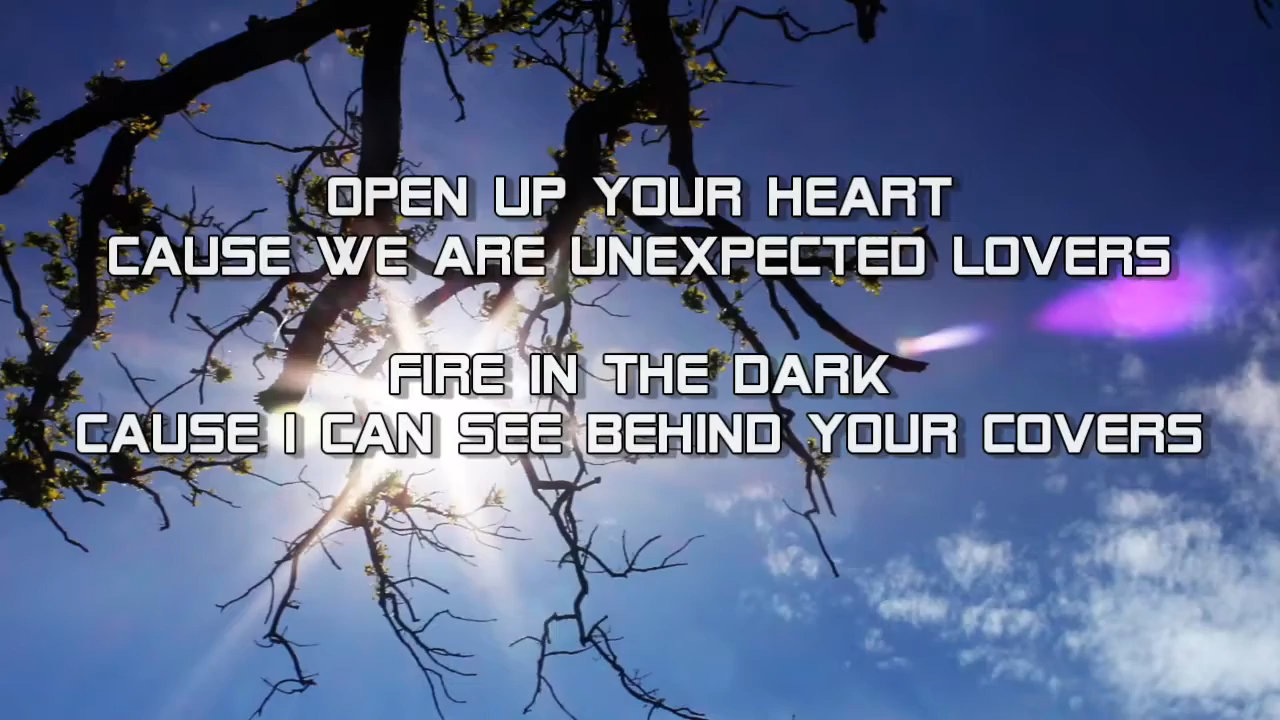 OPEN UP YOUR HEART
CAUSE WE ARE UNEXPECTED LOVERS
FIRE IN THE DARK
CAUSE I CAN SEE BEHIND YOUR COVERS